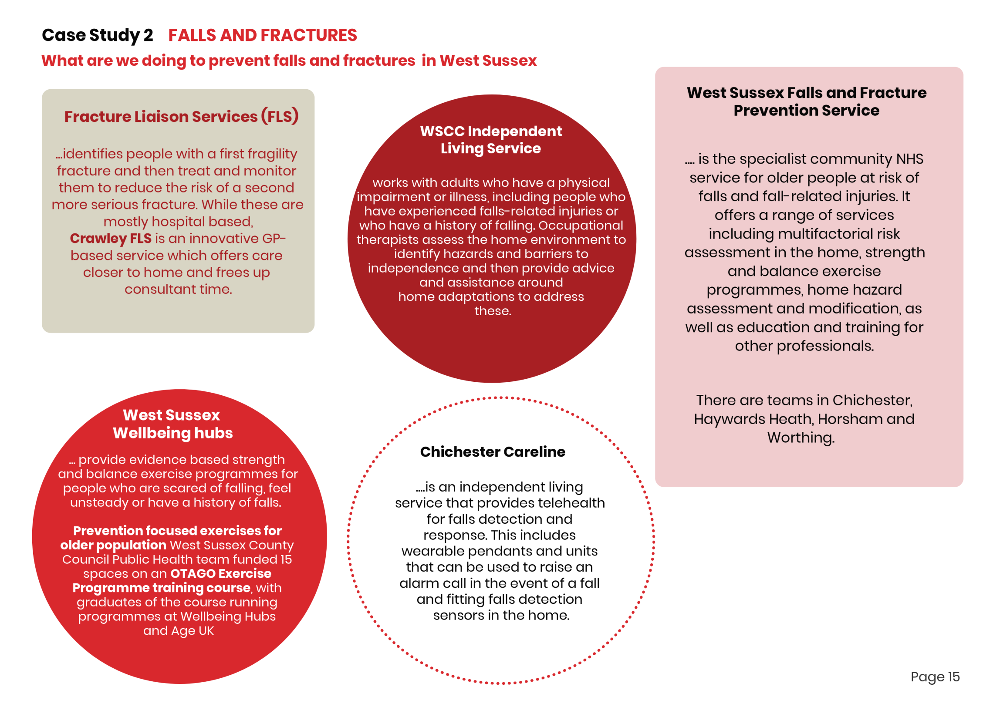 Case Study 2 FALLS AND FRACTURES
What are we doing to prevent falls and fractures in West Sussex
Fracture Liaison Services (FLS)
...identifies people with a first fragility
fracture and then treat and monitor
them to reduce the risk of a second
more serious fracture. While these are
mostly hospital based,
Crawley FLS is an innovative GP-
based service which offers care
closer to home and frees up
consultant time.
WSCC Independent
Living Service
works with adults who have a physical
impairment or illness, including people who
have experienced falls-related injuries or
who have a history of falling. Occupational
therapists assess the home environment to
identify hazards and barriers to
independence and then provide advice
and assistance around
home adaptations to address
these.
West Sussex Falls and Fracture
Prevention Service
.... is the specialist community NHS
service for older people at risk of
falls and fall-related injuries. It
offers a range of services
including multifactorial risk
assessment in the home, strength
and balance exercise
programmes, home hazard
assessment and modification, as
well as education and training for
other professionals.
There are teams in Chichester,
Haywards Heath, Horsham and
Worthing.
West Sussex
Wellbeing hubs
... provide evidence based strength
and balance exercise programmes for
people who are scared of falling, feel
unsteady or have a history of falls.
Prevention focused exercises for
older population West Sussex County
Council Public Health team funded 15
spaces on an OTAGO Exercise
Programme training course, with
graduates of the course running
programmes at Wellbeing Hubs
and Age UK
Chichester Careline
....is an independent living
service that provides telehealth
for falls detection and
response. This includes
wearable pendants and units
that can be used to raise an
alarm call in the event of a fall
and fitting falls detection
sensors in the home.
Page 15